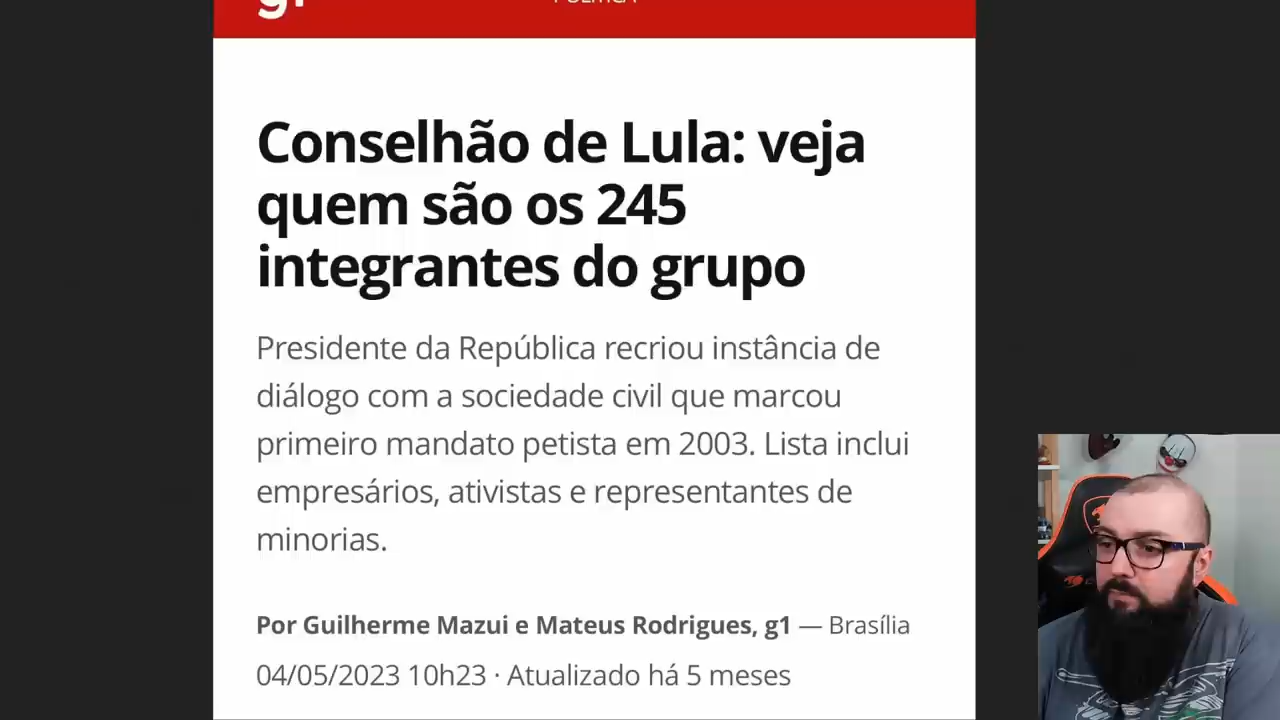 g1
POLÍTICA
Conselhão de Lula: veja
quem são os 245
integrantes do grupo
Presidente da República recriou instância de
diálogo com a sociedade civil que marcou
primeiro mandato petista em 2003. Lista inclui
empresários, ativistas e representantes de
minorias.
Por Guilherme Mazui e Mateus Rodrigues, g1 — Brasília
04/05/2023 10h23 · Atualizado há 5 meses